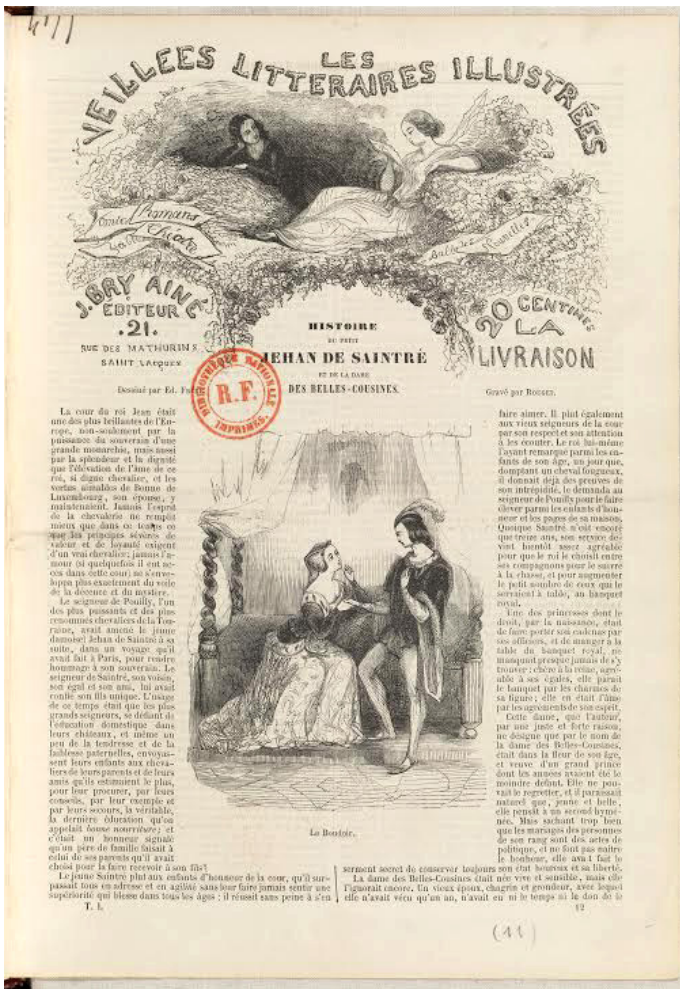 LES
VEILLEES LITTERAIRES ILLUSTRÉES
Contes Romans
Théatre
Nouvelles
J. BRY AINÉ
EDITEUR
.21.
RUE DES MATHURINS
SAINT JACQUES
20 CENTIMES
LA
LIVRAISON
HISTOIRE
DU PETIT
JEHAN DE SAINTRÉ
ET DE LA DAME
DES BELLES-COUSINES.
BIBLIOTHÈQUE NATIONALE
R.F.
IMPRIMÉS
Dessiné par Ed.
Gravé par Rouget.
La cour du roi Jean était
une des plus brillantes de l'Eu-
rope, non-seulement par la
puissance du souverain d'une
grande monarchie, mais aussi
par la splendeur et la dignité
que l'élévation de l'âme de ce
roi, si digne chevalier, et les
vertus aimables de Bonne de
Luxembourg, son épouse, y
maintenaient. Jamais l'esprit
de la chevalerie ne remplit
mieux que dans ce temps ce
que les principes sévères de
valeur et de loyauté exigent
d'un vrai chevalier; jamais l'a-
mour (si quelquefois il eut ac-
cès dans cette cour) ne s'enve-
loppa plus exactement du voile
de la décence et du mystère.
Le seigneur de Pouilly, l'un
des plus puissants et des plus
renommés chevaliers de la Tou-
raine, avait amené le jeune
damoisel Jehan de Saintré à sa
suite, dans un voyage qu'il
avait fait à Paris, pour rendre
hommage à son souverain. Le
seigneur de Saintré, son voisin,
son égal et son ami, lui avait
confié son fils unique. L'usage
de ce temps était que les plus
grands seigneurs, se défiant de
l'éducation domestique dans
leurs châteaux, et même un
peu de la tendresse et de la
faiblesse paternelles, envoyas-
sent leurs enfants aux cheva-
liers de leurs parents et de leurs
amis qu'ils estimaient le plus,
pour leur procurer, par leurs
conseils, par leur exemple et
par leurs secours, la véritable,
la dernière éducation qu'on
appelait bonne nourriture; et
c'était un honneur signalé
qu'un père de famille faisait à
celui de ses parents qu'il avait
choisi pour la faire recevoir à son fils!
Le jeune Saintré plut aux enfants d'honneur de la cour, qu'il sur-
passait tous en adresse et en agilité sans leur faire jamais sentir une
supériorité qui blesse dans tous les âges; il réussit sans peine à s'en
T. I.
Le Boudoir.
faire aimer. Il plut également
aux vieux seigneurs de la cour
par son respect et son attention
à les écouter. Le roi lui-même
l'ayant remarqué parmi les en-
fants de son âge, un jour que,
domptant un cheval fougueux,
il donnait déjà des preuves de
son intrépidité, le demanda au
seigneur de Pouilly pour le faire
élever parmi les enfants d'hon-
neur et les pages de sa maison.
Quoique Saintré n'eût encore
que treize ans, son service de-
vint bientôt assez agréable
pour que le roi le choisît entre
ses compagnons pour le suivre
à la chasse, et pour augmenter
le petit nombre de ceux qui le
servaient à table, au banquet
royal.
Une des princesses dont le
droit, par la naissance, était
de faire porter son cadenas par
ses officiers, et de manger à la
table du banquet royal, ne
manquait presque jamais de s'y
trouver: chère à la reine, agré-
able à ses égales, elle parait
le banquet par les charmes de
sa figure; elle en était l'âme
par les agréments de son esprit.
Cette dame, que l'auteur,
par une juste et forte raison,
ne désigne que par le nom de
la dame des Belles-Cousines,
était dans la fleur de son âge,
et veuve d'un grand prince
dont les années avaient été le
moindre défaut. Elle ne pou-
vait le regretter, et il paraissait
naturel que, jeune et belle,
elle pensât à un second hymé-
née. Mais sachant trop bien
que les mariages des personnes
de son rang sont des actes de
politique, et ne font pas naître
le bonheur, elle avait fait le
serment secret de conserver toujours son état heureux et sa liberté.
La dame des Belles-Cousines était née vive et sensible, mais elle
l'ignorait encore. Un vieux époux, chagrin et grondeur, avec lequel
elle n'avait vécu qu'un an, n'avait eu ni le temps ni le don de le
12
(11)